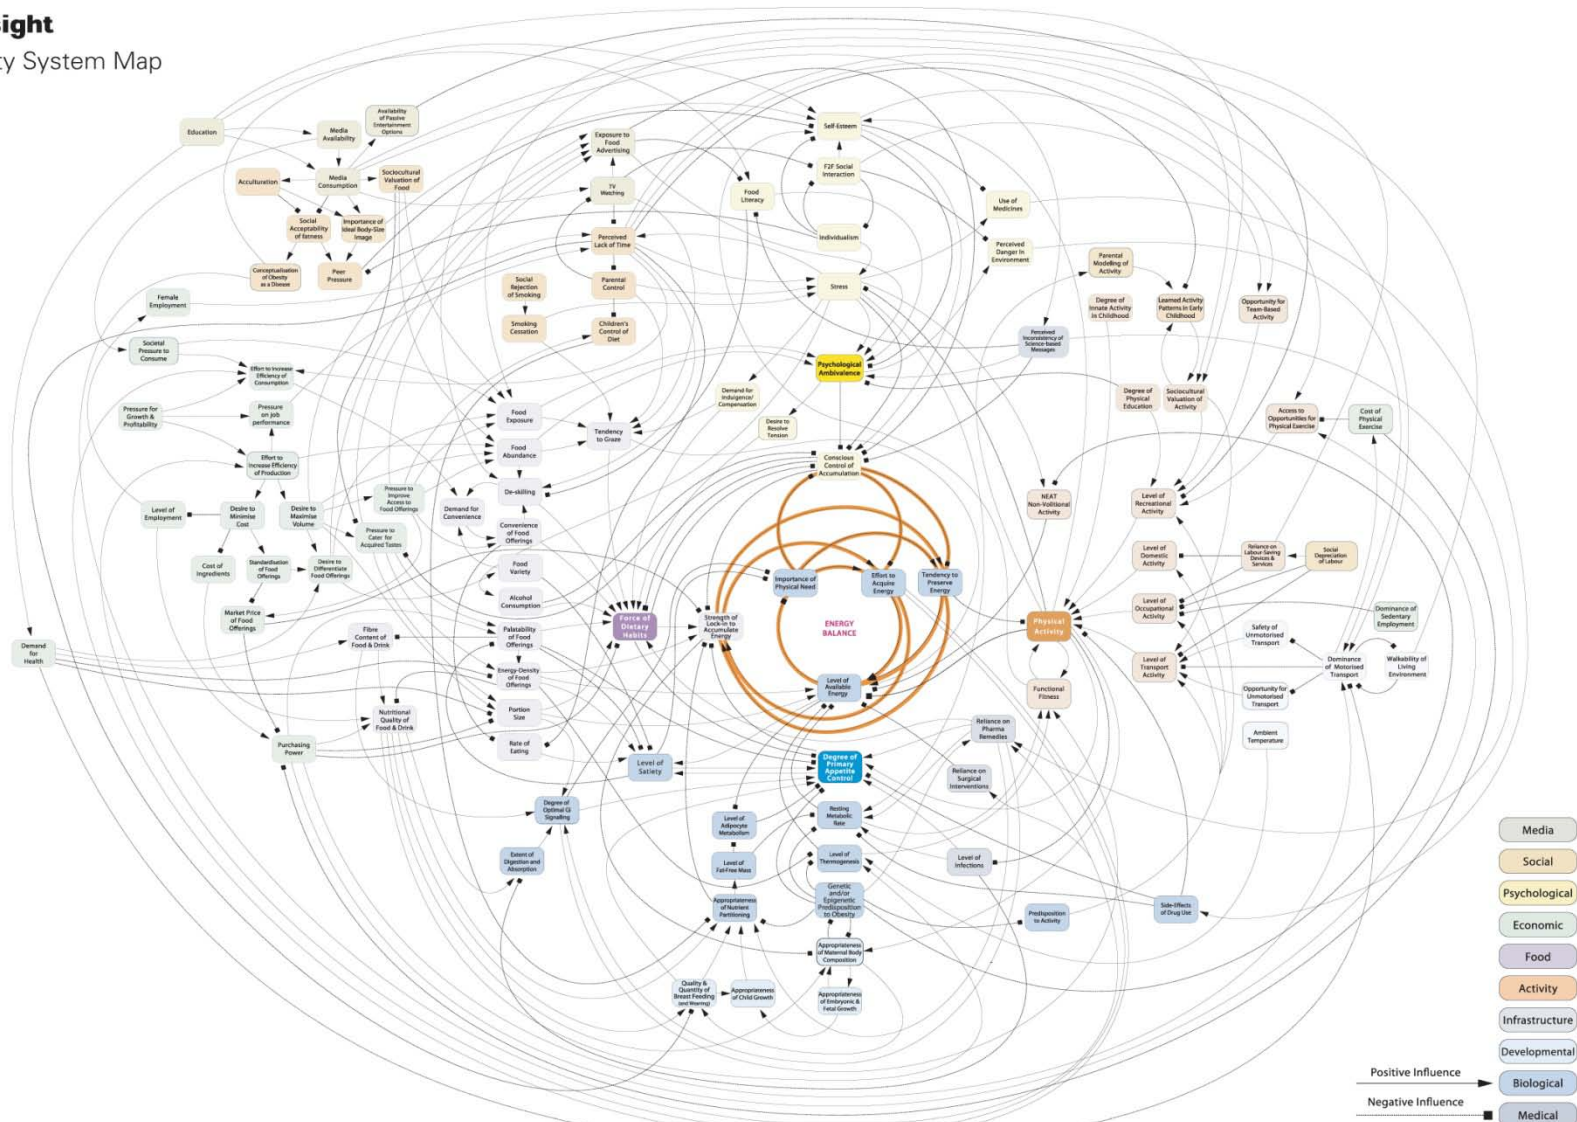 sight
ty System Map
Availability
of Passive
Entertainment
Options
Education
Media
Availability
Media
Consumption
Sociocultural
Valuation of
Food
Acculturation
Social
Acceptability
of fatness
Importance of
Ideal Body-Size
Image
Conceptualisation
of Obesity
as a Disease
Peer
Pressure
Exposure to
Food
Advertising
TV
Watching
Perceived
Lack of Time
Parental
Control
Children's
Control of
Diet
Social
Rejection
of Smoking
Smoking
Cessation
Food
Literacy
Self-Esteem
F2F Social
Interaction
Individualism
Stress
Use of
Medicines
Perceived
Danger in
Environment
Psychological
Ambivalence
Demand for
Indulgence/
Compensation
Desire to
Resolve
Tension
Conscious
Control of
Accumulation
Perceived
Inconsistency of
Science-based
Messages
Parental
Modelling of
Activity
Degree of
Innate Activity
in Childhood
Learned Activity
Patterns in Early
Childhood
Opportunity for
Team-Based
Activity
Degree of
Physical
Education
Sociocultural
Valuation of
Activity
Access to
Opportunities for
Physical Exercise
Cost of
Physical
Exercise
Female
Employment
Societal
Pressure to
Consume
Effort to Increase
Efficiency of
Consumption
Pressure for
Growth &
Profitability
Pressure
on job
performance
Effort to
Increase Efficiency
of Production
Level of
Employment
Desire to
Minimise
Cost
Desire to
Maximise
Volume
Pressure to
Improve
Access to
Food Offerings
Pressure to
Cater for
Acquired Tastes
Cost of
Ingredients
Standardisation
of Food
Offerings
Desire to
Differentiate
Food Offerings
Market Price
of Food
Offerings
Demand
for
Health
Purchasing
Power
Fibre
Content of
Food & Drink
Nutritional
Quality of
Food & Drink
Food
Exposure
Food
Abundance
Tendency
to Graze
De-skilling
Demand for
Convenience
Convenience
of Food
Offerings
Food
Variety
Alcohol
Consumption
Palatability
of Food
Offerings
Energy-Density
of Food
Offerings
Portion
Size
Rate of
Eating
Force of
Dietary
Habits
Strength of
Lock-in to
Accumulate
Energy
Importance of
Physical Need
Effort to
Acquire
Energy
Tendency to
Preserve
Energy
ENERGY
BALANCE
Level of
Available
Energy
NEAT
Non-Volitional
Activity
Level of
Recreational
Activity
Level of
Domestic
Activity
Reliance on
Labour-Saving
Devices &
Services
Social
Depreciation
of Labour
Level of
Occupational
Activity
Dominance of
Sedentary
Employment
Physical
Activity
Safety of
Unmotorised
Transport
Level of
Transport
Activity
Dominance
of Motorised
Transport
Walkability of
Living
Environment
Opportunity for
Unmotorised
Transport
Ambient
Temperature
Functional
Fitness
Reliance on
Pharma
Remedies
Reliance on
Surgical
Interventions
Level of
Satiety
Degree of
Primary
Appetite
Control
Degree of
Optimal GI
Signalling
Extent of
Digestion and
Absorption
Level of
Adipocyte
Metabolism
Resting
Metabolic
Rate
Level of
Fat-Free Mass
Level of
Thermogenesis
Level of
Infections
Appropriateness
of Nutrient
Partitioning
Genetic
and/or
Epigenetic
Predisposition
to Obesity
Predisposition
to Activity
Side-Effects
of Drug Use
Appropriateness
of Maternal Body
Composition
Quality &
Quantity of
Breast Feeding
Appropriateness
of Child Growth
Appropriateness
of Embryonic &
Fetal Growth
Media
Social
Psychological
Economic
Food
Activity
Infrastructure
Developmental
Biological
Medical
Positive Influence
Negative Influence